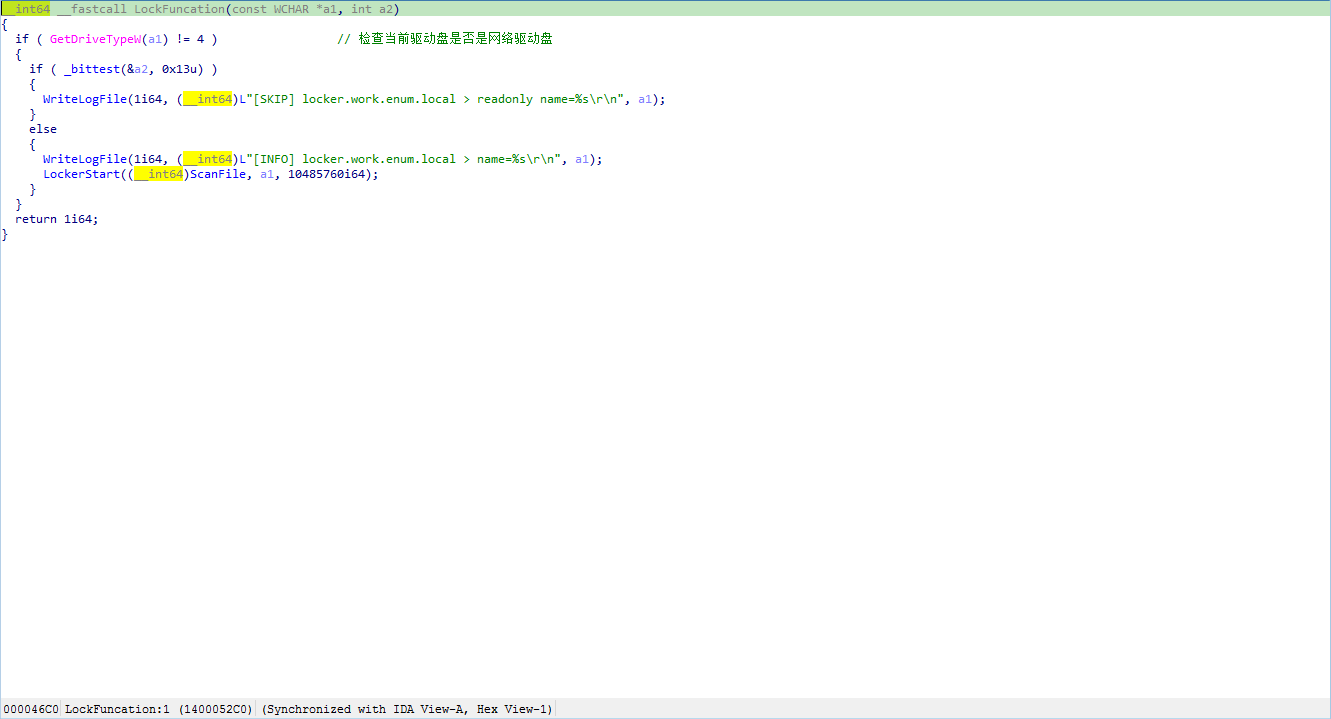 __int64 __fastcall LockFuncation(const WCHAR *a1, int a2)
{
  if ( GetDriveTypeW(a1) != 4 )                 // 检查当前驱动盘是否是网络驱动盘
  {
    if ( _bittest(&a2, 0x13u) )
    {
      WriteLogFile(1i64, (__int64)L"[SKIP] locker.work.enum.local > readonly name=%s\r\n", a1);
    }
    else
    {
      WriteLogFile(1i64, (__int64)L"[INFO] locker.work.enum.local > name=%s\r\n", a1);
      LockerStart((__int64)ScanFile, a1, 10485760i64);
    }
  }
  return 1i64;
}
000046C0 LockFuncation:1 (1400052C0) (Synchronized with IDA View-A, Hex View-1)